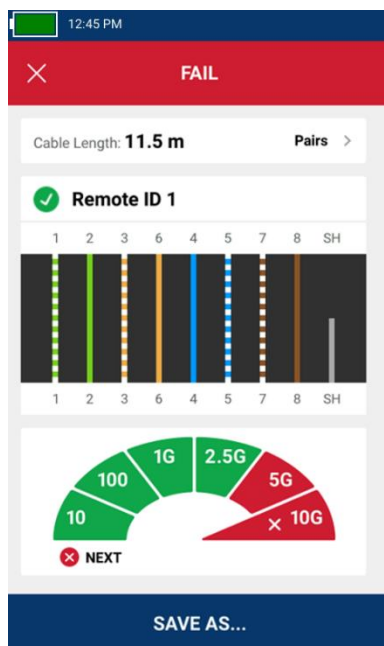 12:45 PM
FAIL
Cable Length: 11.5 m Pairs >
Remote ID 1
1 2 3 6 4 5 7 8 SH
1 2 3 6 4 5 7 8 SH
1G 2.5G
100 5G
10 10G
NEXT
SAVE AS...